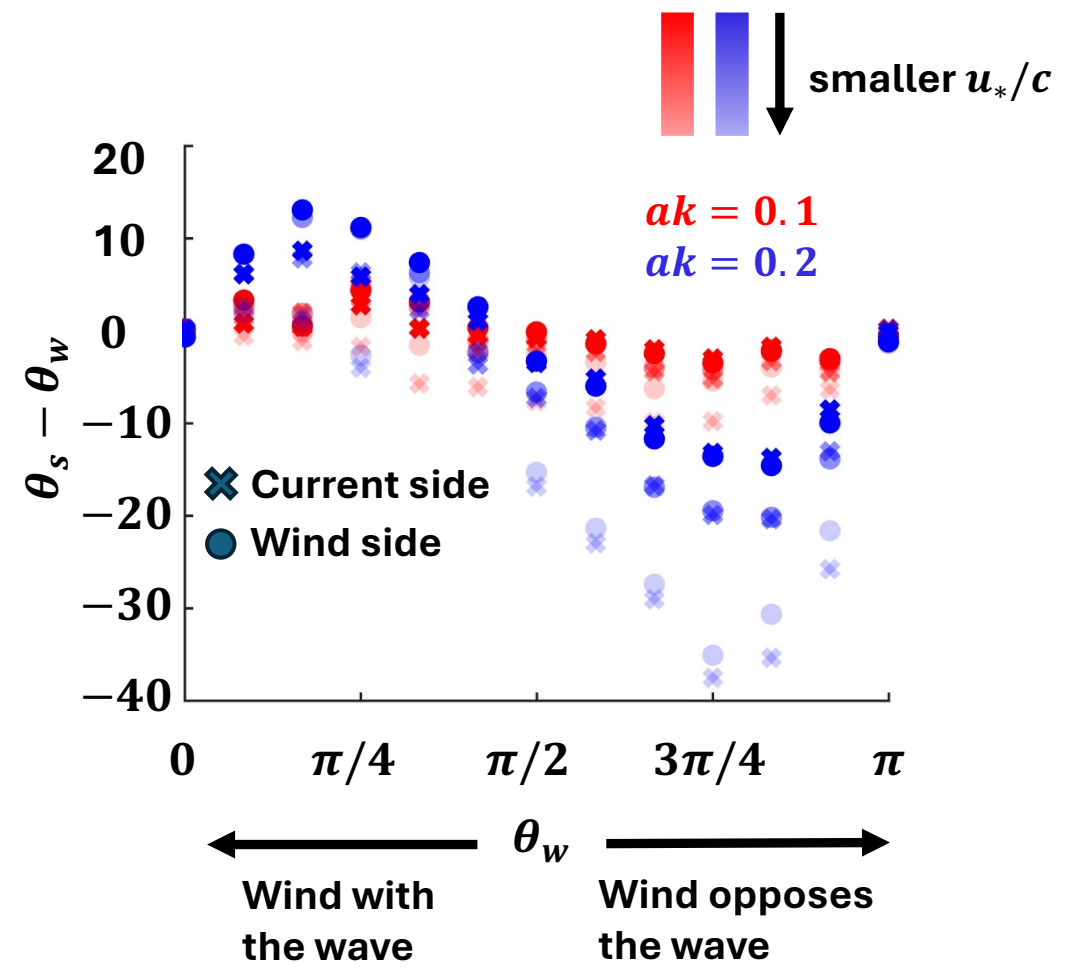 smaller u∗/c
ak = 0.1
ak = 0.2
20
10
0
−10
−20
−30
−40
θs − θw
Current side
Wind side
0 π/4 π/2 3π/4 π
θw
Wind with
the wave
Wind opposes
the wave